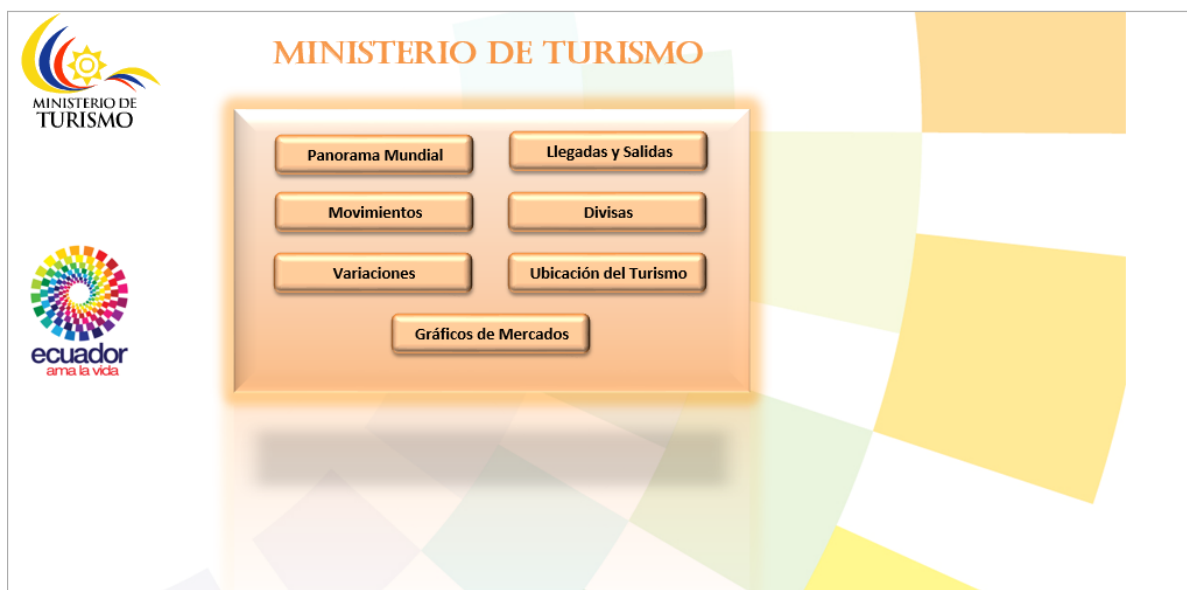 MINISTERIO DE TURISMO
MINISTERIO DE
TURISMO
Panorama Mundial
Llegadas y Salidas
Movimientos
Divisas
Variaciones
Ubicación del Turismo
Gráficos de Mercados
ecuador
ama la vida